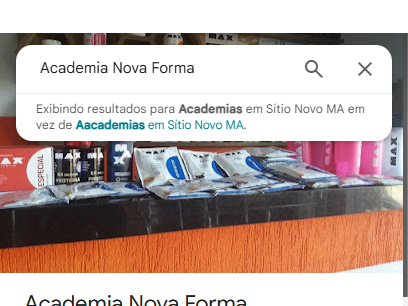 Academia Nova Forma
Exibindo resultados para Academias em Sítio Novo MA em
vez de Aacademias em Sítio Novo MA.
MAX
ESPECIAL
MAX
MAX
Academia Nova Forma